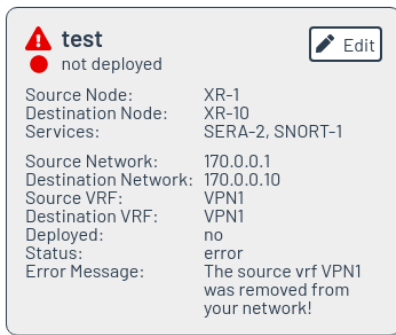 test
Edit
not deployed
Source Node: XR-1
Destination Node: XR-10
Services: SERA-2, SNORT-1
Source Network: 170.0.0.1
Destination Network: 170.0.0.10
Source VRF: VPN1
Destination VRF: VPN1
Deployed: no
Status: error
Error Message: The source vrf VPN1
was removed from
your network!